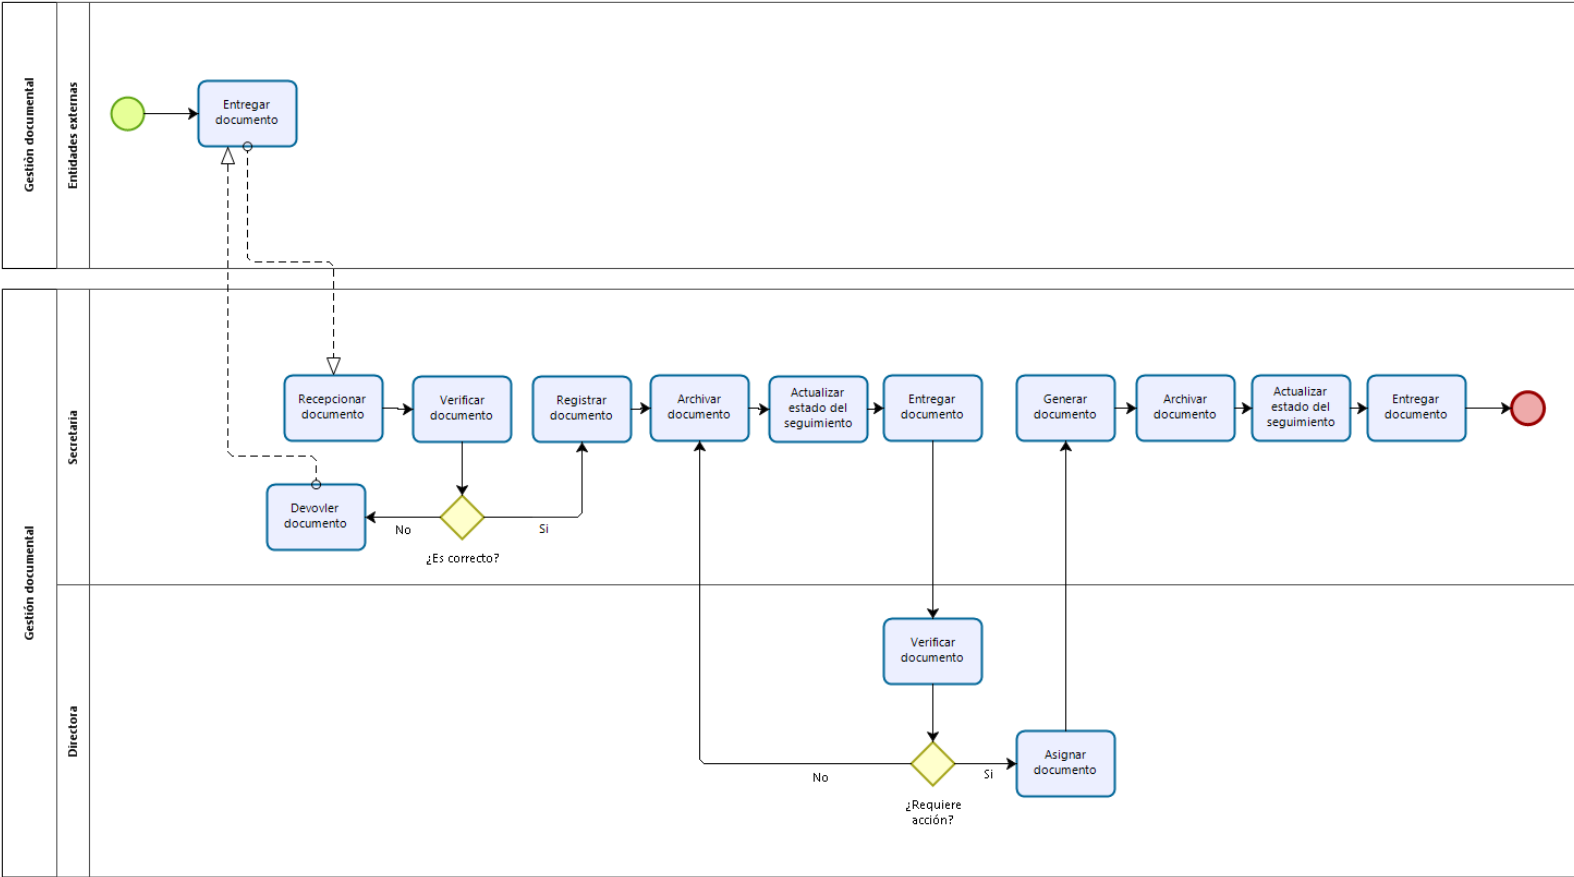 Gestión documental
Entidades externas
Entregar
documento
Gestión documental
Secretaria
Recepcionar
documento
Verificar
documento
Registrar
documento
Archivar
documento
Actualizar
estado del
seguimiento
Entregar
documento
Generar
documento
Archivar
documento
Actualizar
estado del
seguimiento
Entregar
documento
Devovler
documento
No
Si
¿Es correcto?
Directora
Verificar
documento
No
Si
¿Requiere
acción?
Asignar
documento